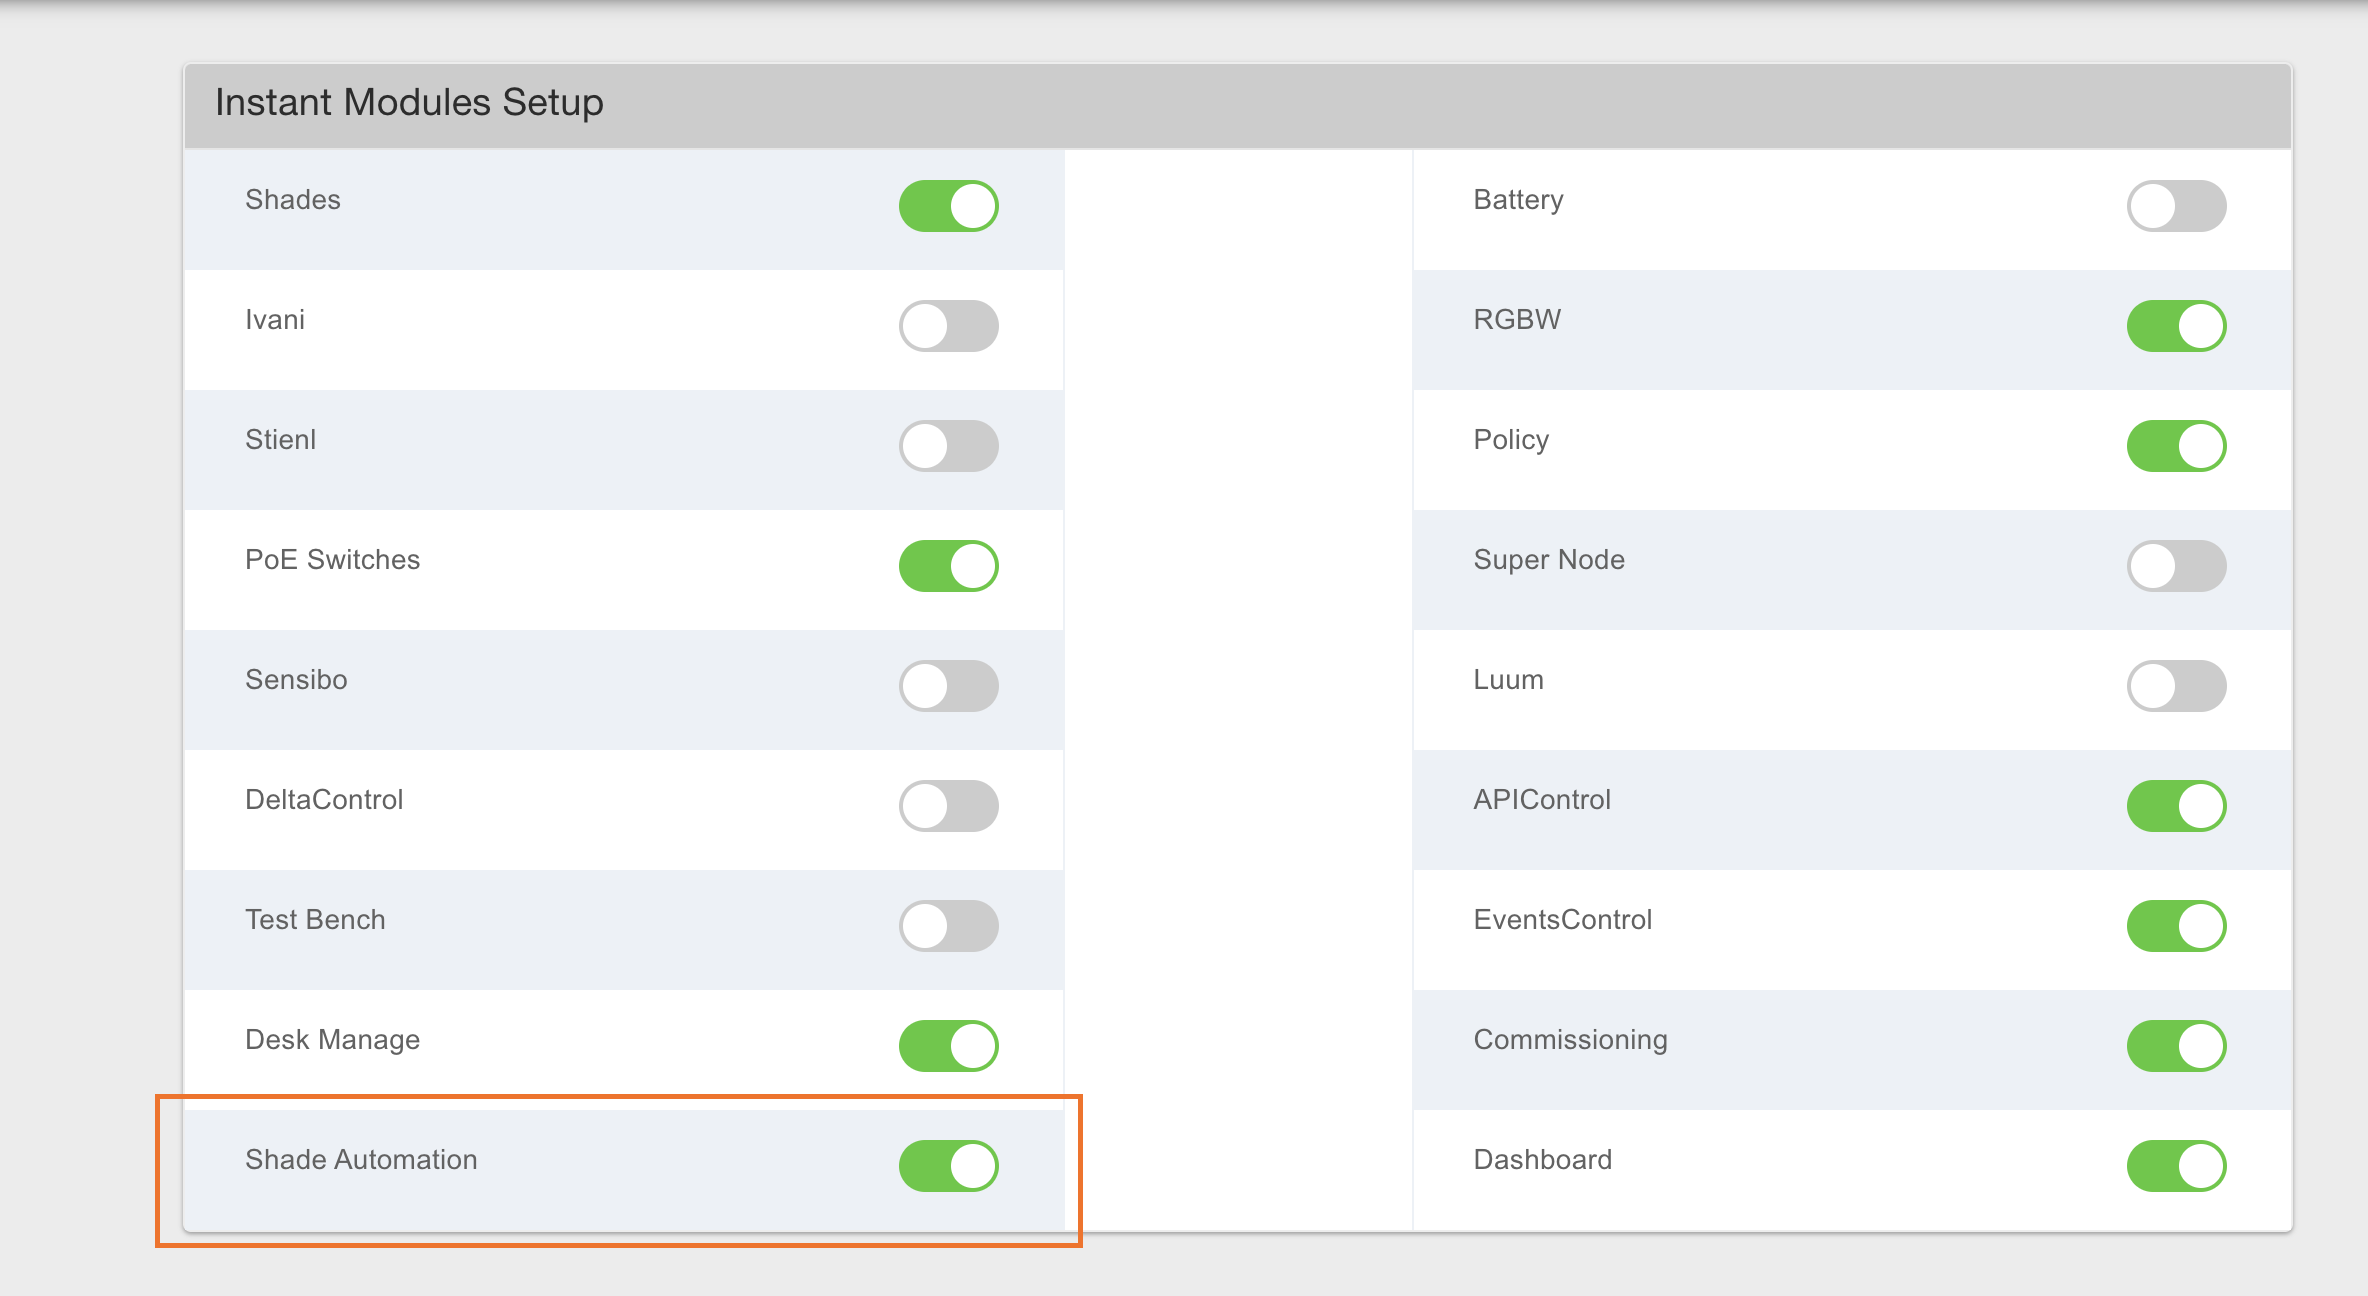 Instant Modules Setup
Shades
Battery
Ivani
RGBW
Stienl
Policy
PoE Switches
Super Node
Sensibo
Luum
DeltaControl
APIControl
Test Bench
EventsControl
Desk Manage
Commissioning
Shade Automation
Dashboard